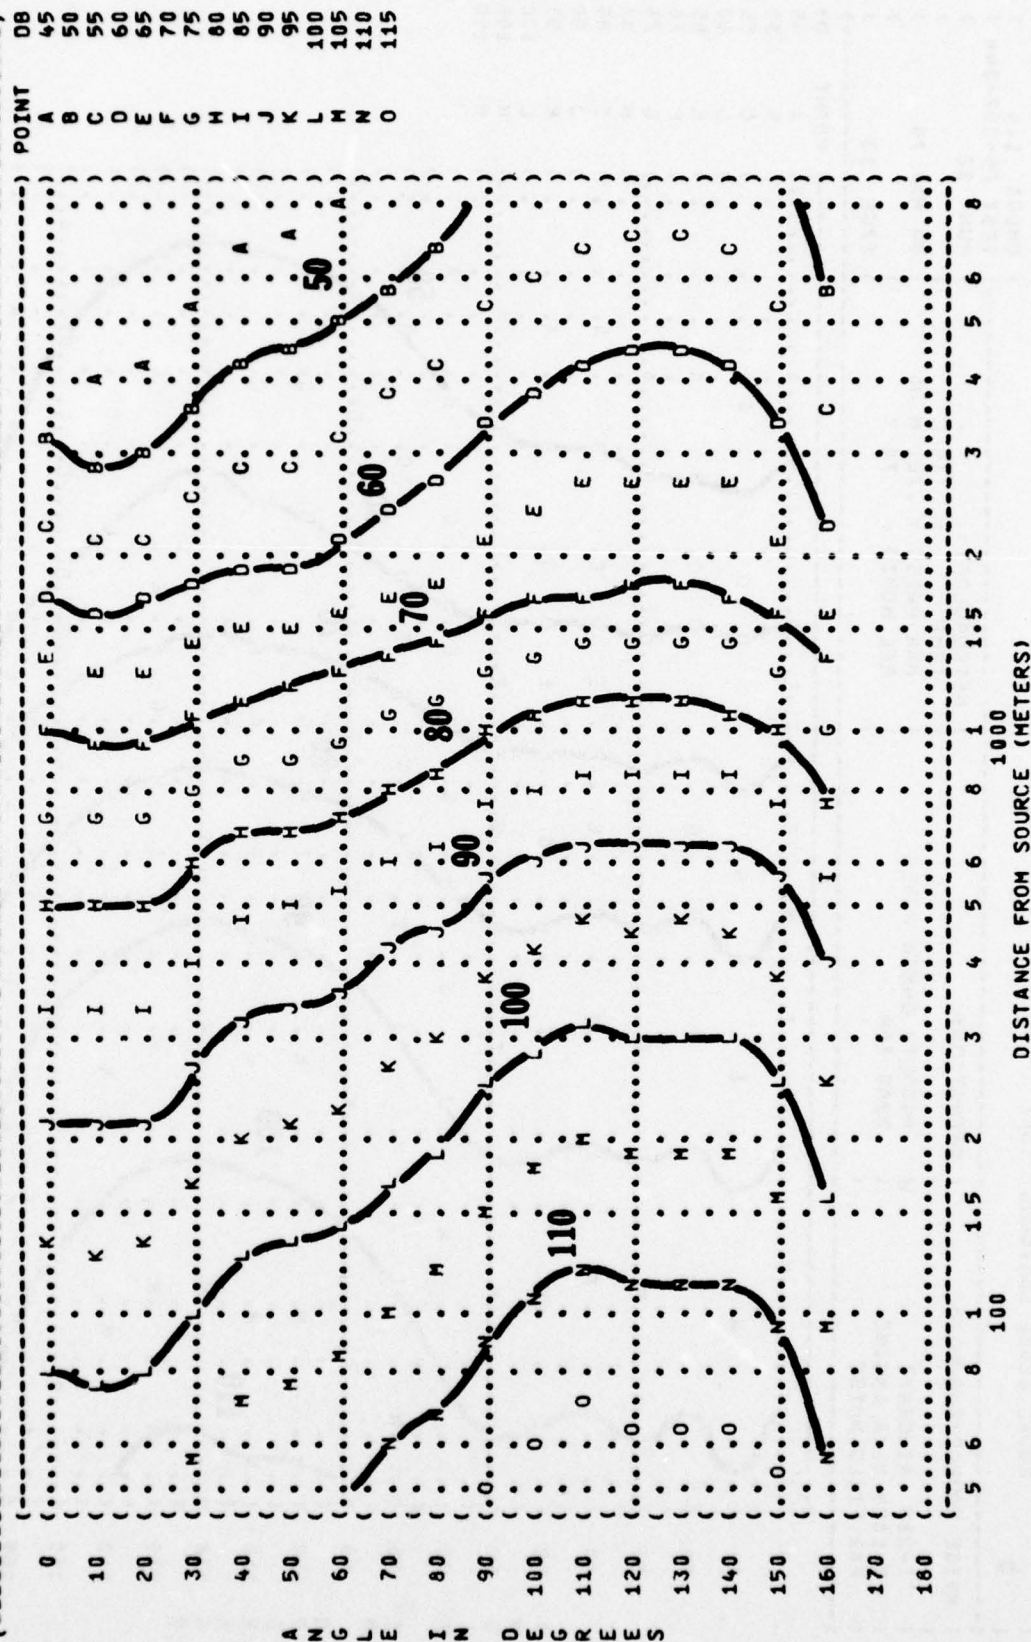 POINT DB
A 45
B 50
C 55
D 60
E 65
F 70
G 75
H 80
I 85
J 90
K 95
L 100
M 105
N 110
O 115
ANGLE IN DEGREES
0 L K J I H G F E D C B A
10 L K J I H G F E D C B A
20 L K J I H G F E D C B A
30 M L K J I H G F E D C B A
40 M L K J I H G F E D C B A
50 M L K J I H G F E D C B A
60 M L K J I H G F E D C B A
70 N M L K J I H G F E D C B
80 N M L K J I H G F E D C B
90 O N M L K J I H G F E D C
100 O N M L K J I H G F E D C
110 O N M L K J I H G F E D C
120 O N M L K J I H G F E D C
130 O N M L K J I H G F E D C
140 O N M L K J I H G F E D C
150 O N M L K J I H G F E D C
160 N M L K J I H G F E D C B
170
180
50
60
70
80
90
100
110
5 6 8 1 1.5 2 3 4 5 6 8 1 1.5 2 3 4 5 6 8
100 1000
DISTANCE FROM SOURCE (METERS)